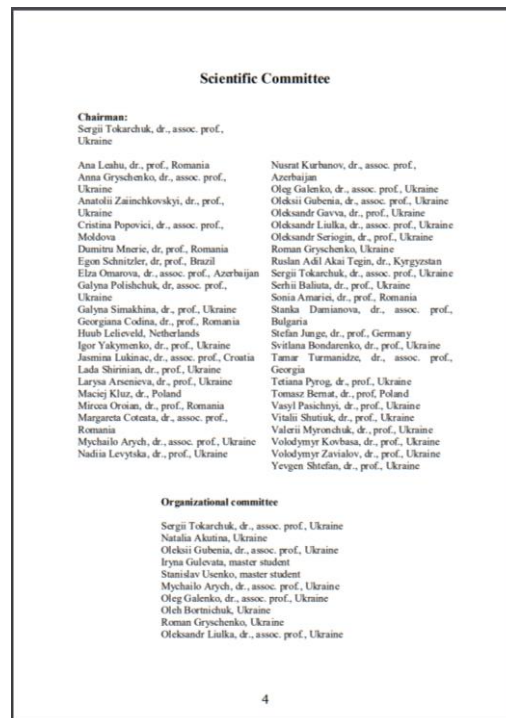 Scientific Committee
Chairman:
Sergii Tokarchuk, dr., assoc. prof.,
Ukraine
Ana Leahu, dr., prof., Romania
Anna Gryschenko, dr., assoc. prof.,
Ukraine
Anatolii Zaiinchkovskyi, dr., prof.,
Ukraine
Cristina Popovici, dr., assoc. prof.,
Moldova
Dumitru Mnerie, dr, prof., Romania
Egon Schnitzler, dr, prof., Brazil
Elza Omarova, dr., assoc. prof., Azerbaijan
Galyna Polishchuk, dr, assoc. prof.,
Ukraine
Galyna Simakhina, dr., prof., Ukraine
Georgiana Codina, dr., prof., Romania
Huub Lelieveld, Netherlands
Igor Yakymenko, dr., prof., Ukraine
Jasmina Lukinac, dr., assoc. prof., Croatia
Lada Shirinian, dr., prof., Ukraine
Larysa Arsenieva, dr., prof., Ukraine
Maciej Kluz, dr., Poland
Mircea Oroian, dr., prof., Romania
Margareta Coteata, dr., assoc. prof.,
Romania
Mychailo Arych, dr., assoc. prof., Ukraine
Nadiia Levytska, dr., prof., Ukraine
Nusrat Kurbanov, dr., assoc. prof.,
Azerbaijan
Oleg Galenko, dr., assoc. prof., Ukraine
Oleksii Gubenia, dr., assoc. prof., Ukraine
Oleksandr Gavva, dr., prof., Ukraine
Oleksandr Liulka, dr., assoc. prof., Ukraine
Oleksandr Seriogin, dr., prof., Ukraine
Roman Gryschenko, Ukraine
Ruslan Adil Akai Tegin, dr., Kyrgyzstan
Sergii Tokarchuk, dr., assoc. prof., Ukraine
Serhii Baliuta, dr., prof., Ukraine
Sonia Amariei, dr., prof., Romania
Stanka Damianova, dr., assoc. prof.,
Bulgaria
Stefan Junge, dr., prof., Germany
Svitlana Bondarenko, dr., prof., Ukraine
Tamar Turmanidze, dr., assoc. prof.,
Georgia
Tetiana Pyrog, dr., prof., Ukraine
Tomasz Bernat, dr., prof, Poland
Vasyl Pasichnyi, dr., prof., Ukraine
Vitalii Shutiuk, dr., prof., Ukraine
Valerii Myronchuk, dr., prof., Ukraine
Volodymyr Kovbasa, dr., prof., Ukraine
Volodymyr Zavialov, dr., prof., Ukraine
Yevgen Shtefan, dr., prof., Ukraine
Organizational committee
Sergii Tokarchuk, dr., assoc. prof., Ukraine
Natalia Akutina, Ukraine
Oleksii Gubenia, dr., assoc. prof., Ukraine
Iryna Gulevata, master student
Stanislav Usenko, master student
Mychailo Arych, dr., assoc. prof., Ukraine
Oleg Galenko, dr., assoc. prof., Ukraine
Oleh Bortnichuk, Ukraine
Roman Gryschenko, Ukraine
Oleksandr Liulka, dr., assoc. prof., Ukraine
4